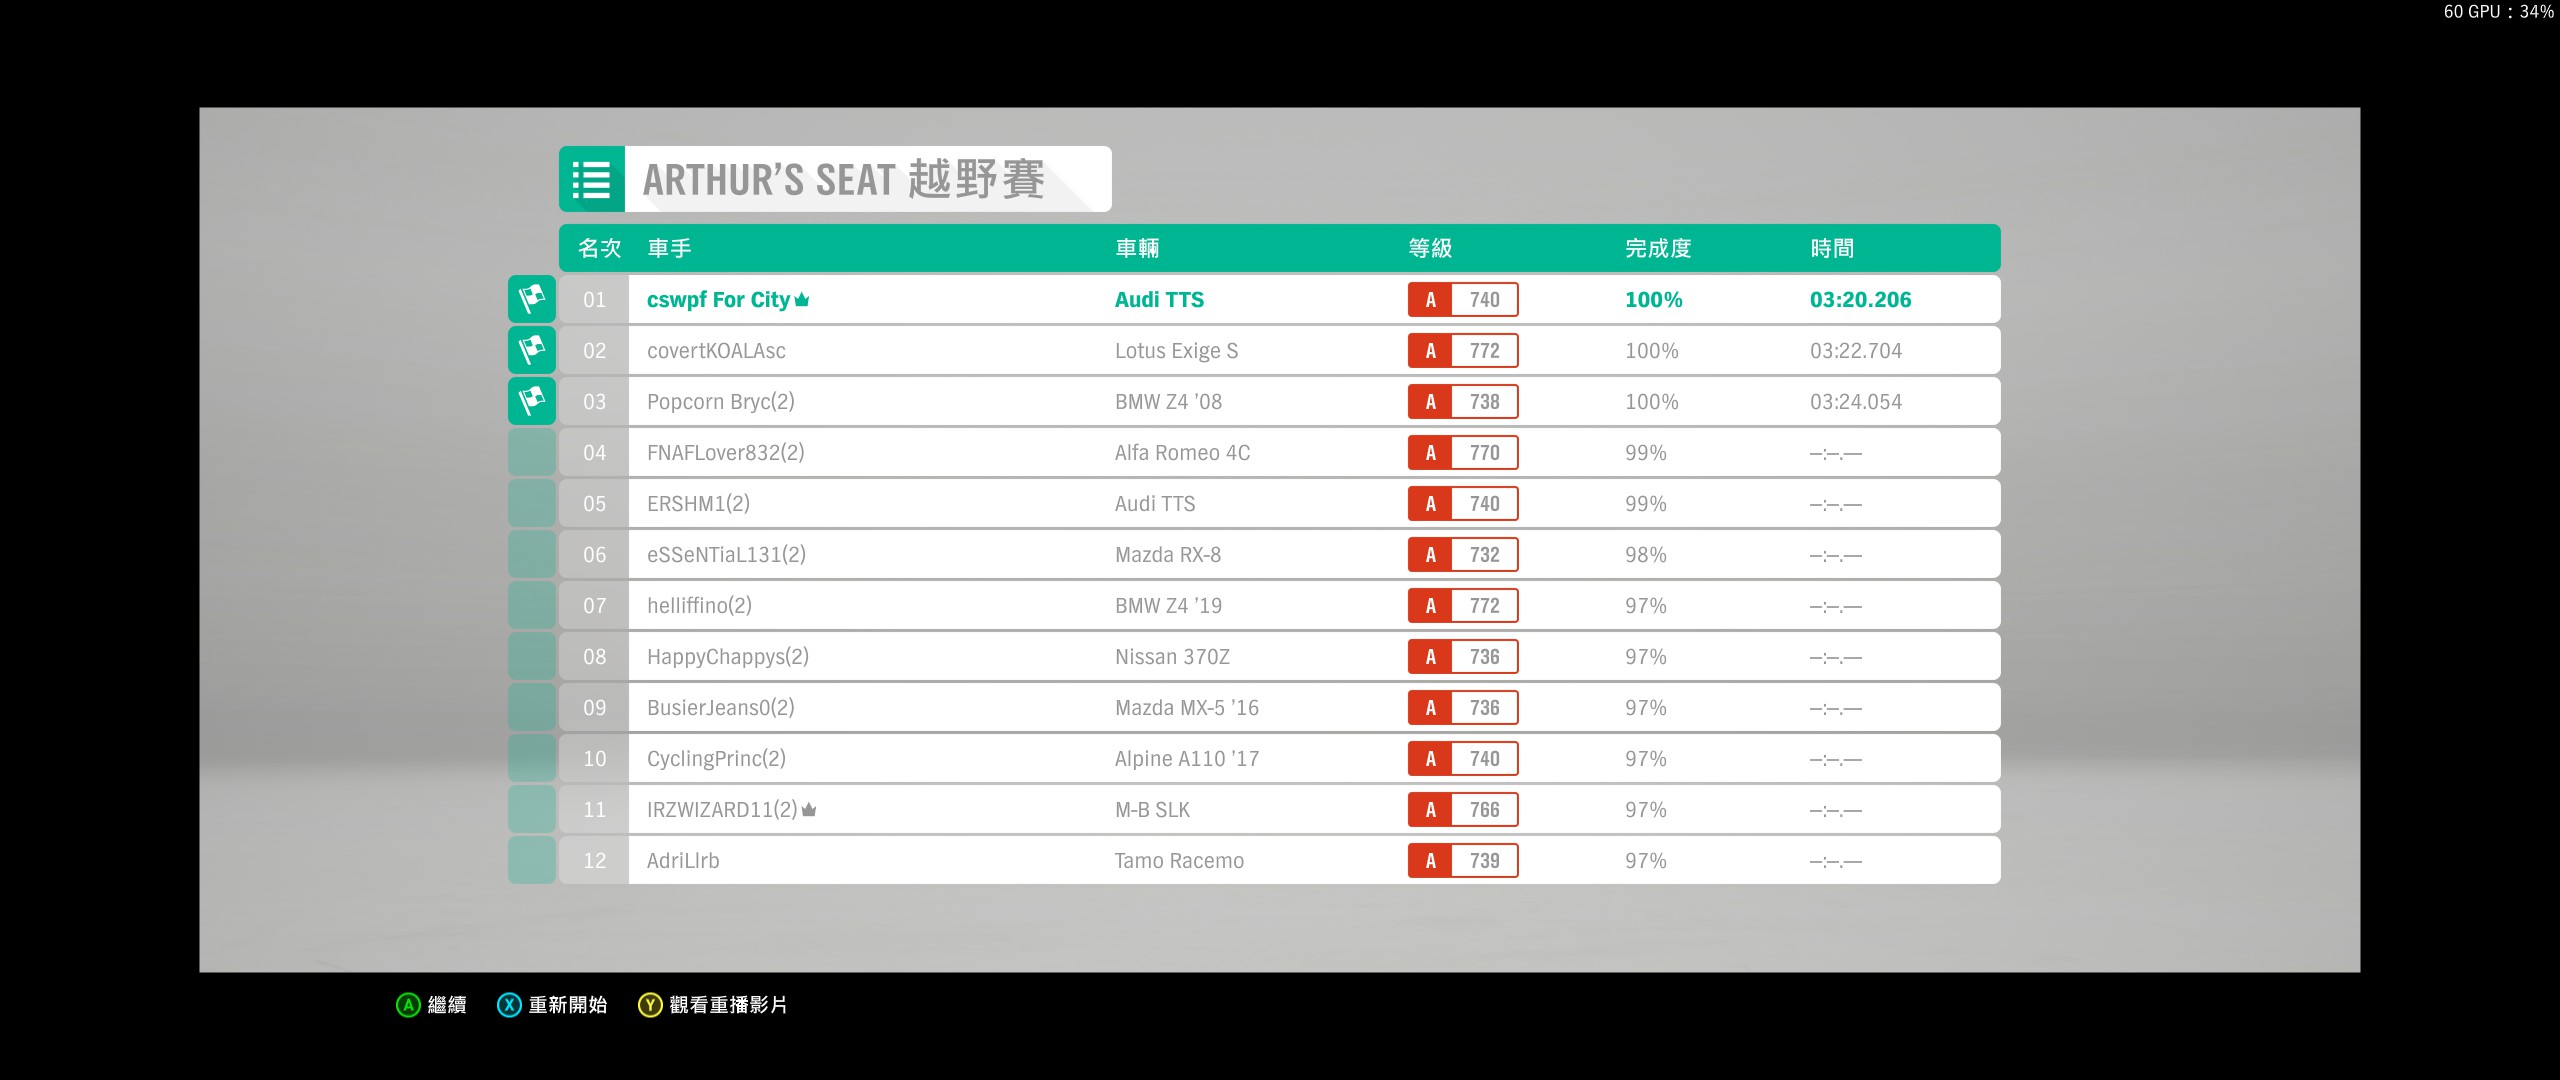 60 GPU：34%
ARTHUR’S SEAT 越野賽
名次 車手 車輛 等級 完成度 時間
01 cswpf For City Audi TTS A 740 100% 03:20.206
02 covertKOALAsc Lotus Exige S A 772 100% 03:22.704
03 Popcorn Bryc(2) BMW Z4 ’08 A 738 100% 03:24.054
04 FNAFLover832(2) Alfa Romeo 4C A 770 99% –:–.—
05 ERSHM1(2) Audi TTS A 740 99% –:–.—
06 eSSeNTiaL131(2) Mazda RX-8 A 732 98% –:–.—
07 helliffino(2) BMW Z4 ’19 A 772 97% –:–.—
08 HappyChappys(2) Nissan 370Z A 736 97% –:–.—
09 BusierJeans0(2) Mazda MX-5 ’16 A 736 97% –:–.—
10 CyclingPrinc(2) Alpine A110 ’17 A 740 97% –:–.—
11 IRZWIZARD11(2) M-B SLK A 766 97% –:–.—
12 AdriLlrb Tamo Racemo A 739 97% –:–.—
A 繼續 X 重新開始 Y 觀看重播影片